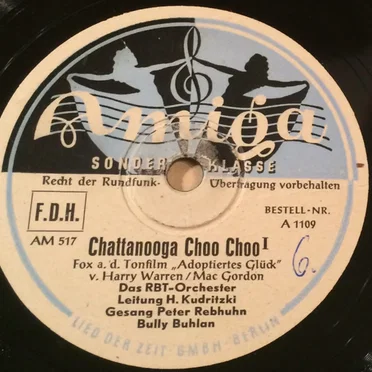 Amiga
SONDER KLASSE
Recht der Rundfunk- Übertragung vorbehalten
F.D.H.
BESTELL-NR.
A 1109
AM 517
Chattanooga Choo Choo I
6.
Fox a. d. Tonfilm „Adoptiertes Glück"
v. Harry Warren / Mac Gordon
Das RBT-Orchester
Leitung H. Kudritzki
Gesang Peter Rebhuhn
Bully Buhlan
LIED DER ZEIT · GMBH · BERLIN